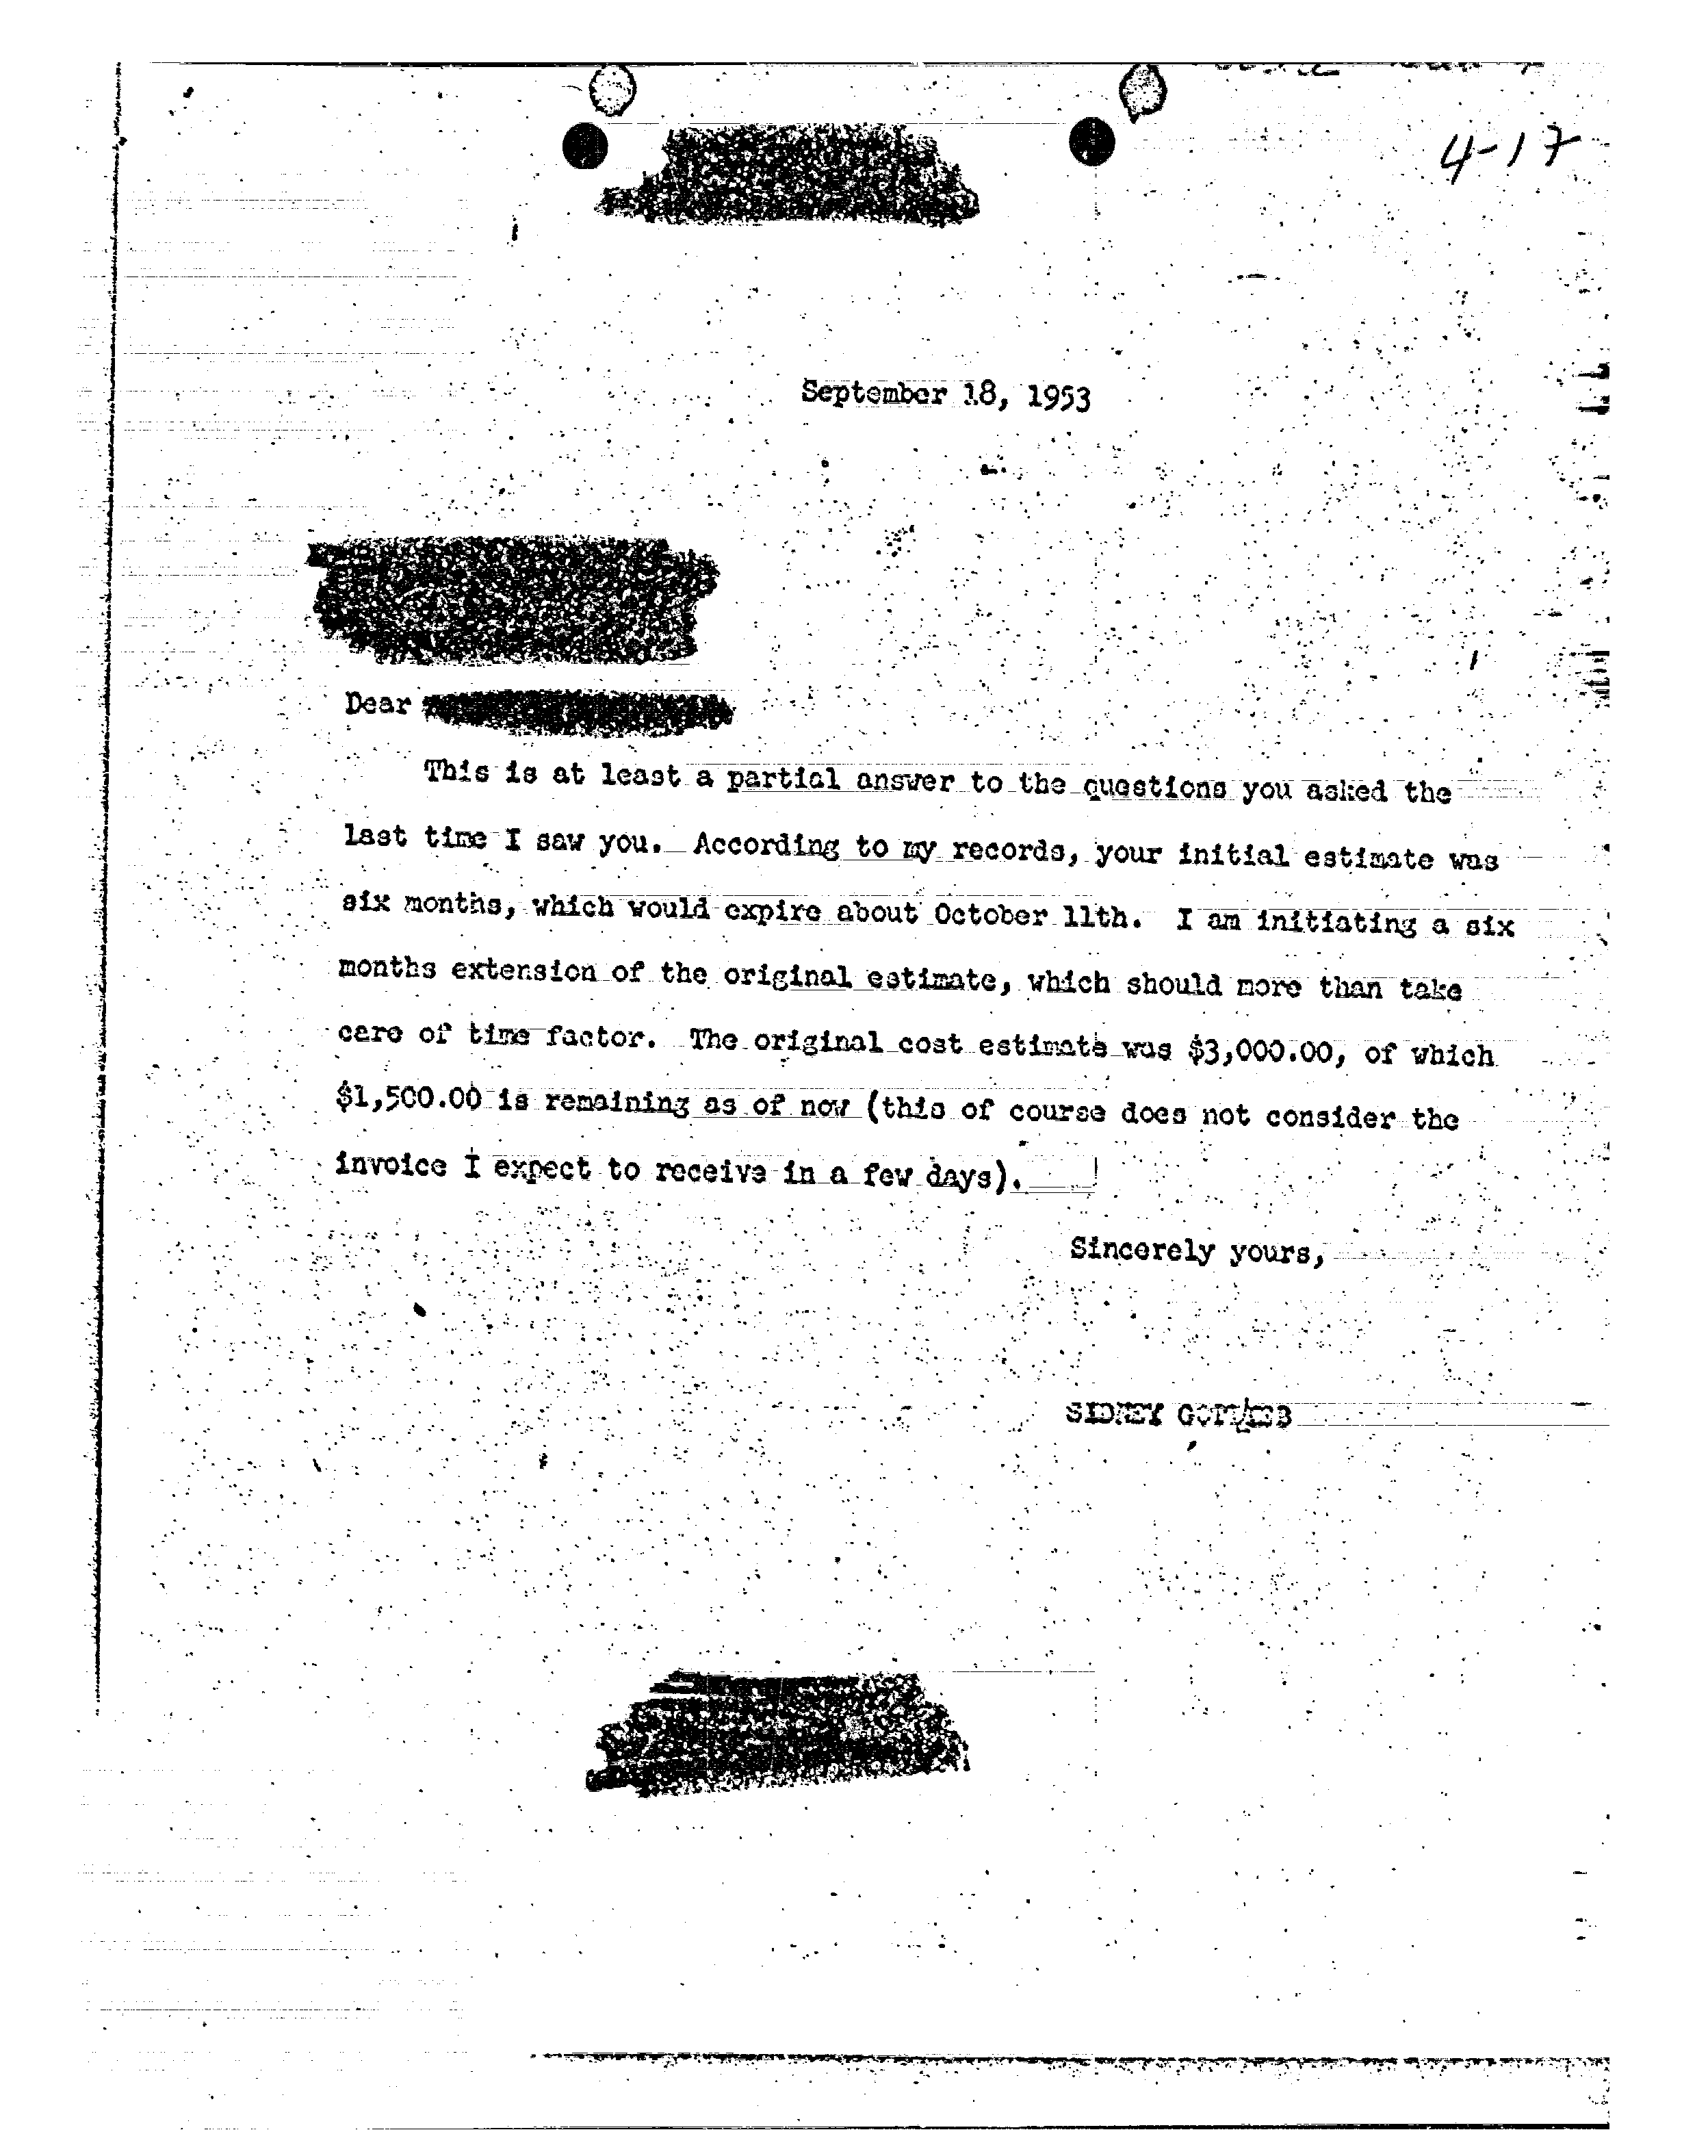 4-17
September 18, 1953
Dear
This is at least a partial answer to the questions you asked the
last time I saw you. According to my records, your initial estimate was
six months, which would expire about October 11th. I am initiating a six
months extension of the original estimate, which should more than take
care of time factor. The original cost estimate was $3,000.00, of which
$1,500.00 is remaining as of now (this of course does not consider the
invoice I expect to receive in a few days).
Sincerely yours,
SIDNEY GOTTLIEB